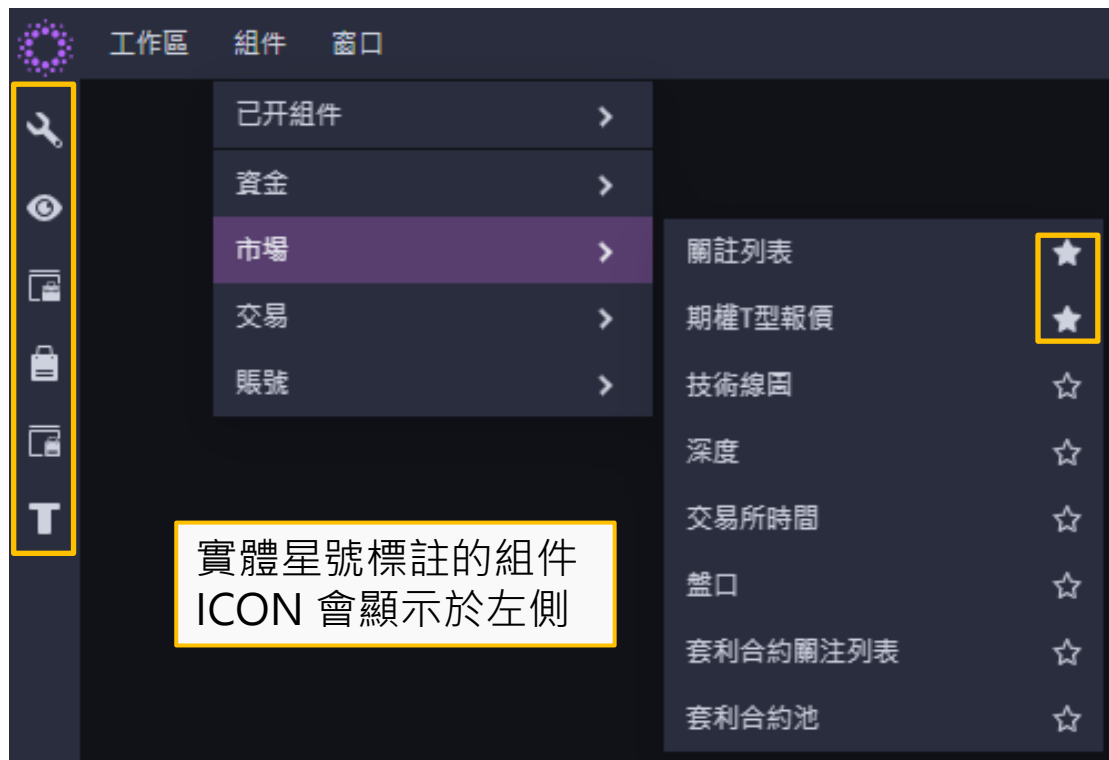 工作區 組件 窗口
已开組件
資金
市場
交易
賬號
關註列表
期權T型報價
技術線圖
深度
交易所時間
盤口
套利合約關注列表
套利合約池
實體星號標註的組件
ICON 會顯示於左側